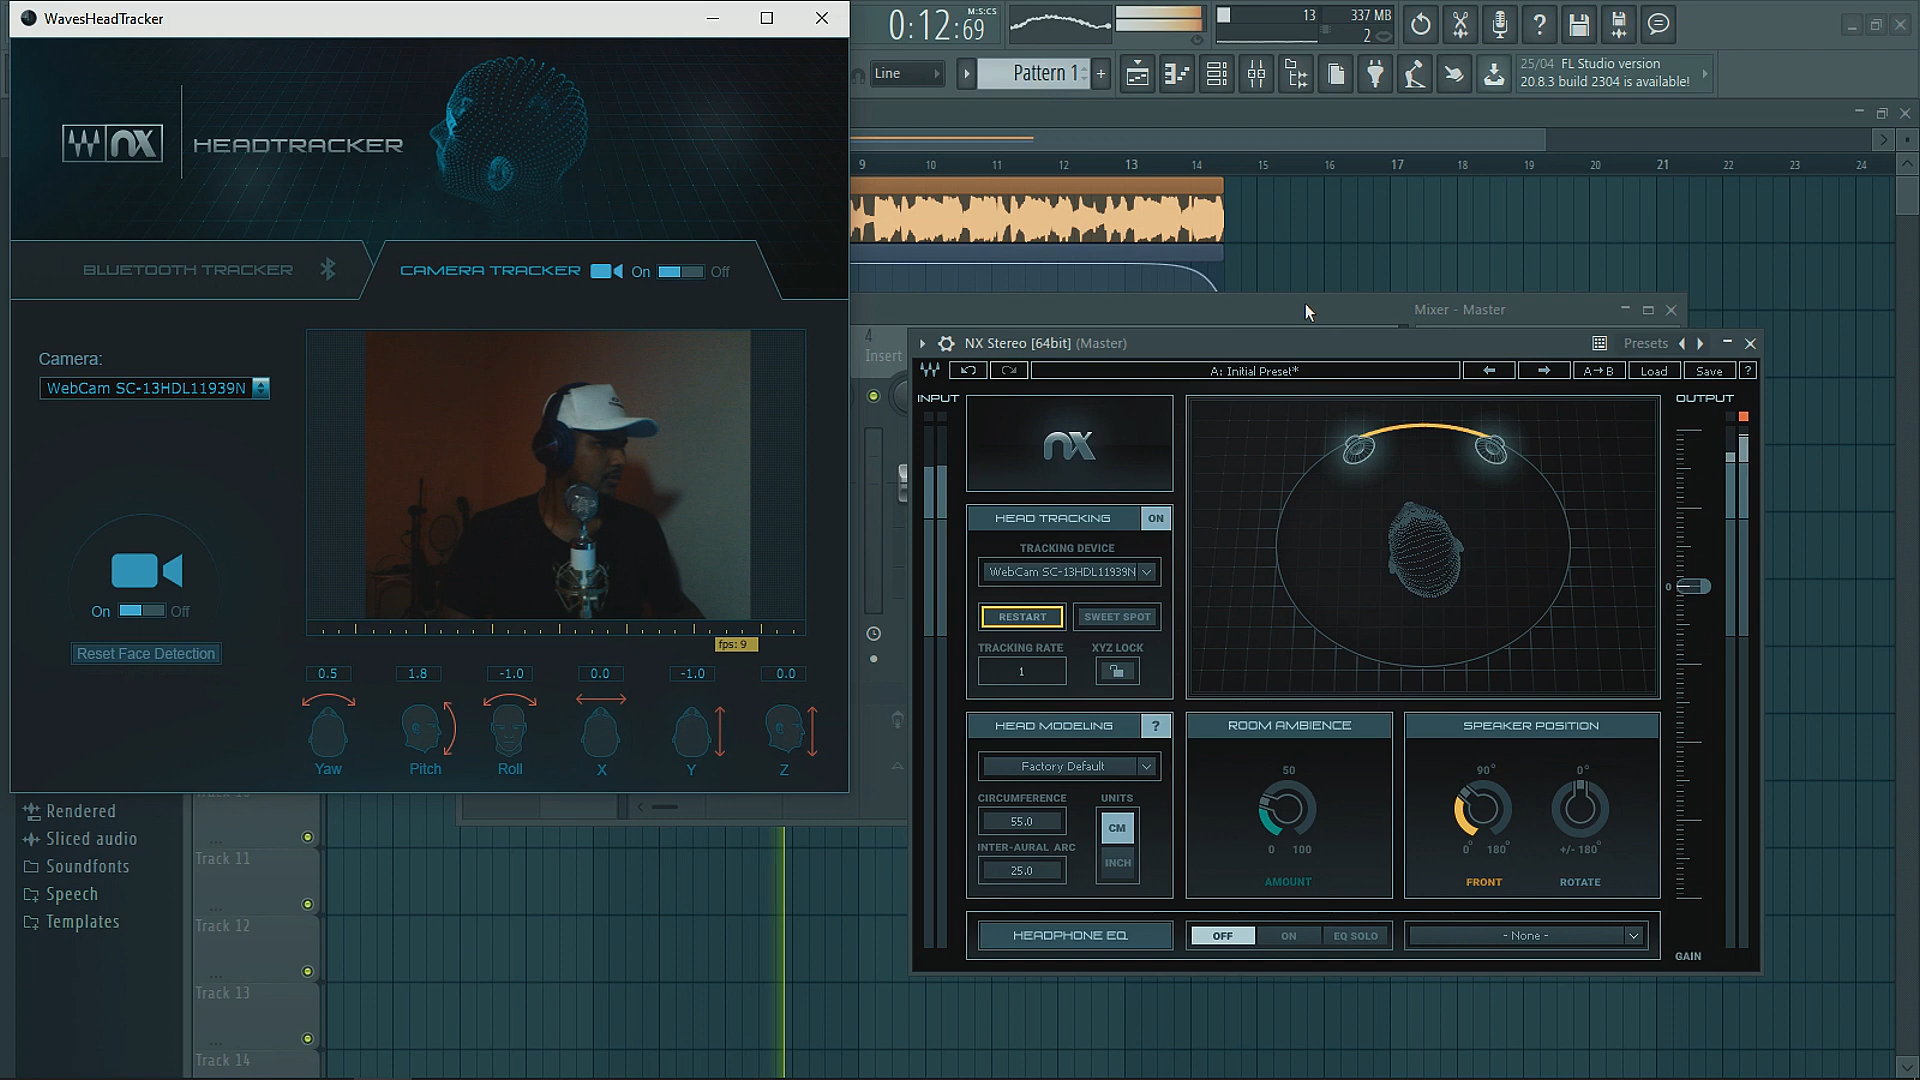 WavesHeadTracker
0:12:69
M:S:CS
13
337 MB
2
Line
Pattern 1
+
25/04 FL Studio version
20.8.3 build 2304 is available!
NX
HEADTRACKER
BLUETOOTH TRACKER
CAMERA TRACKER On Off
9 10 11 12 13 14 15 16 17 18 19 20 21 22 23 24
Camera:
WebCam SC-13HDL11939N
On Off
Reset Face Detection
fps: 9
0.5 1.8 -1.0 0.0 -1.0 0.0
Yaw Pitch Roll X Y Z
4
Insert
Mixer - Master
NX Stereo [64bit] (Master)
Presets
A: Initial Preset*
A→B
Load
Save
?
INPUT
OUTPUT
nx
HEAD TRACKING ON
TRACKING DEVICE
WebCam SC-13HDL11939N
RESTART SWEET SPOT
TRACKING RATE XYZ LOCK
1
0
HEAD MODELING ?
Factory Default
CIRCUMFERENCE UNITS
55.0
CM
INTER-AURAL ARC
25.0
INCH
ROOM AMBIENCE
50
0 100
AMOUNT
SPEAKER POSITION
90° 0°
0° 180° +/- 180°
FRONT ROTATE
HEADPHONE EQ OFF ON EQ SOLO - None -
GAIN
Rendered
Sliced audio
Soundfonts
Speech
Templates
Track 11
Track 12
Track 13
Track 14